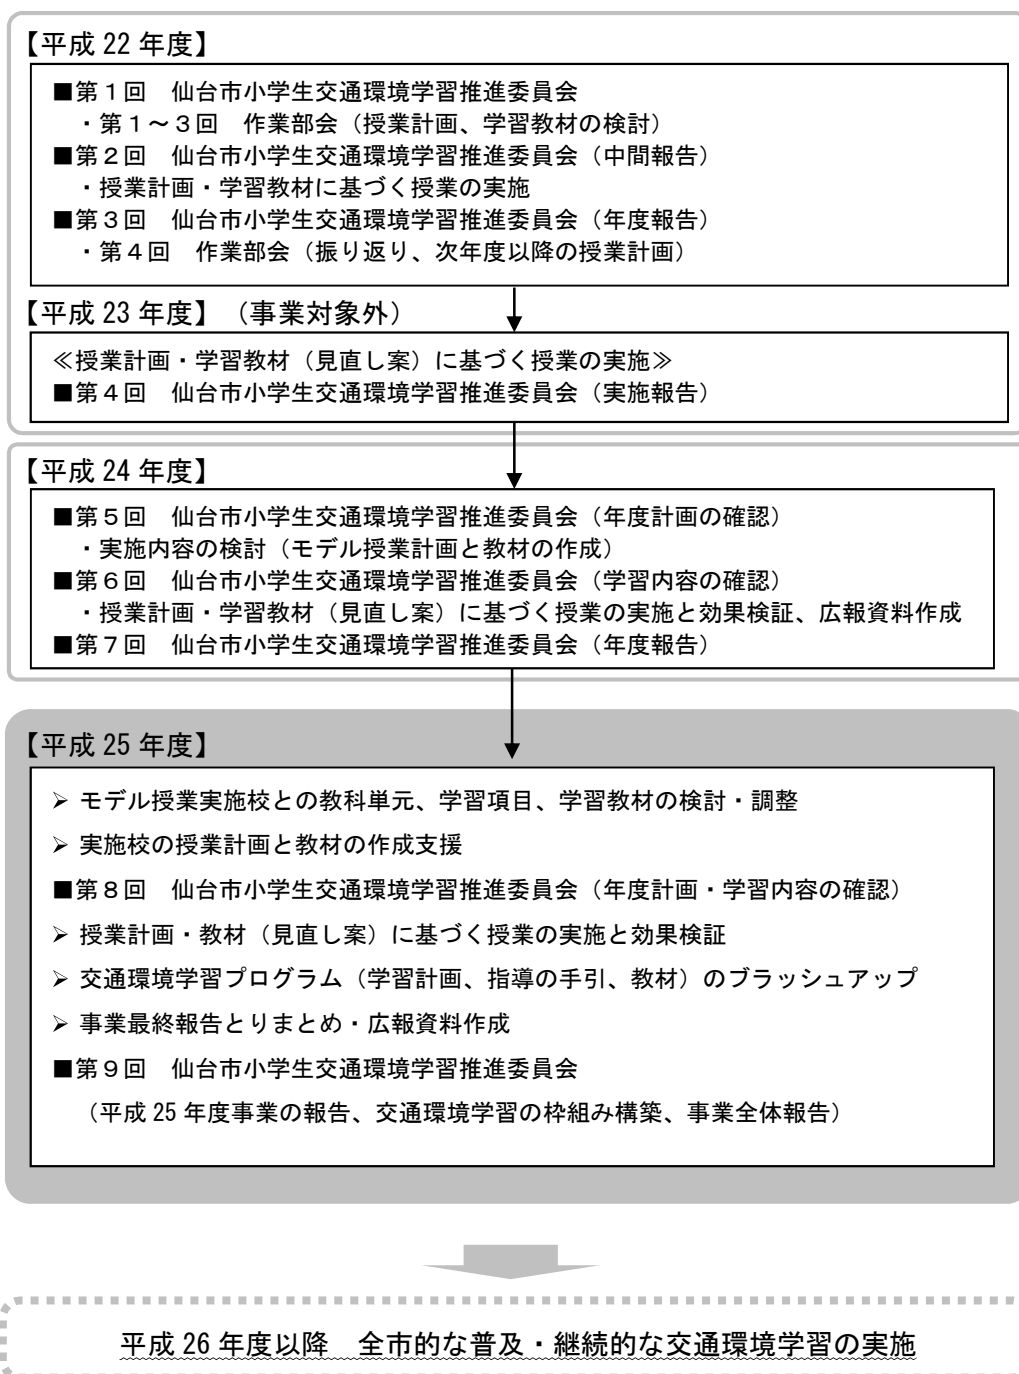 【平成 22 年度】
■第１回　仙台市小学生交通環境学習推進委員会
・第１～３回　作業部会（授業計画、学習教材の検討）
■第２回　仙台市小学生交通環境学習推進委員会（中間報告）
・授業計画・学習教材に基づく授業の実施
■第３回　仙台市小学生交通環境学習推進委員会（年度報告）
・第４回　作業部会（振り返り、次年度以降の授業計画）
【平成 23 年度】（事業対象外）
≪授業計画・学習教材（見直し案）に基づく授業の実施≫
■第４回　仙台市小学生交通環境学習推進委員会（実施報告）
【平成 24 年度】
■第５回　仙台市小学生交通環境学習推進委員会（年度計画の確認）
・実施内容の検討（モデル授業計画と教材の作成）
■第６回　仙台市小学生交通環境学習推進委員会（学習内容の確認）
・授業計画・学習教材（見直し案）に基づく授業の実施と効果検証、広報資料作成
■第７回　仙台市小学生交通環境学習推進委員会（年度報告）
【平成 25 年度】
➢ モデル授業実施校との教科単元、学習項目、学習教材の検討・調整
➢ 実施校の授業計画と教材の作成支援
■第８回　仙台市小学生交通環境学習推進委員会（年度計画・学習内容の確認）
➢ 授業計画・教材（見直し案）に基づく授業の実施と効果検証
➢ 交通環境学習プログラム（学習計画、指導の手引、教材）のブラッシュアップ
➢ 事業最終報告とりまとめ・広報資料作成
■第９回　仙台市小学生交通環境学習推進委員会
（平成 25 年度事業の報告、交通環境学習の枠組み構築、事業全体報告）
平成 26 年度以降　全市的な普及・継続的な交通環境学習の実施